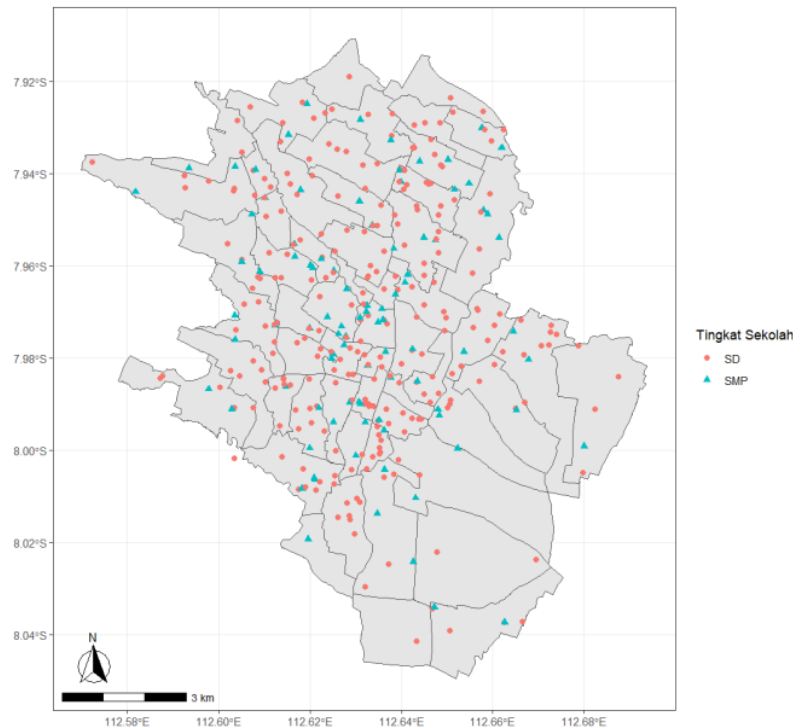 7.92°S
7.94°S
7.96°S
7.98°S
8.00°S
8.02°S
8.04°S
Tingkat Sekolah
SD
SMP
N
3 km
112.58°E 112.60°E 112.62°E 112.64°E 112.66°E 112.68°E